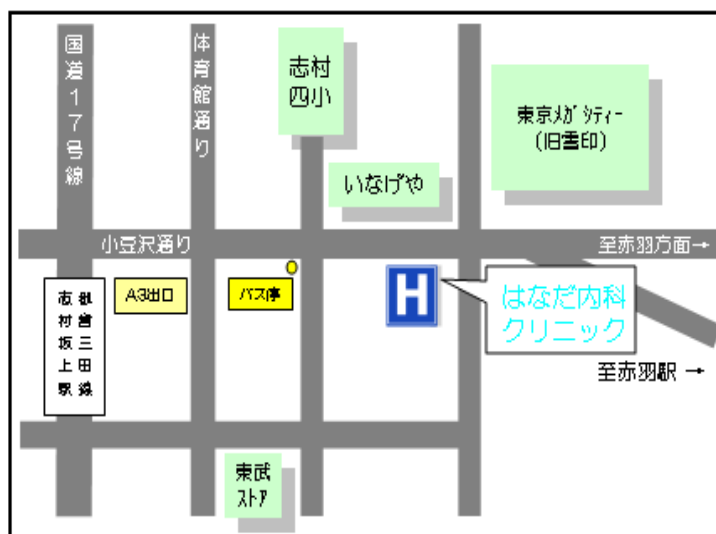 国道17号線
体育館通り
志村
四小
東京ﾒｶﾞｼﾃｨｰ
(旧雪印)
いなげや
小豆沢通り
至赤羽方面→
都営三田線
志村坂上駅
A3出口
バス停
H
はなだ内科
クリニック
至赤羽駅 →
東武
ｽﾄｱ